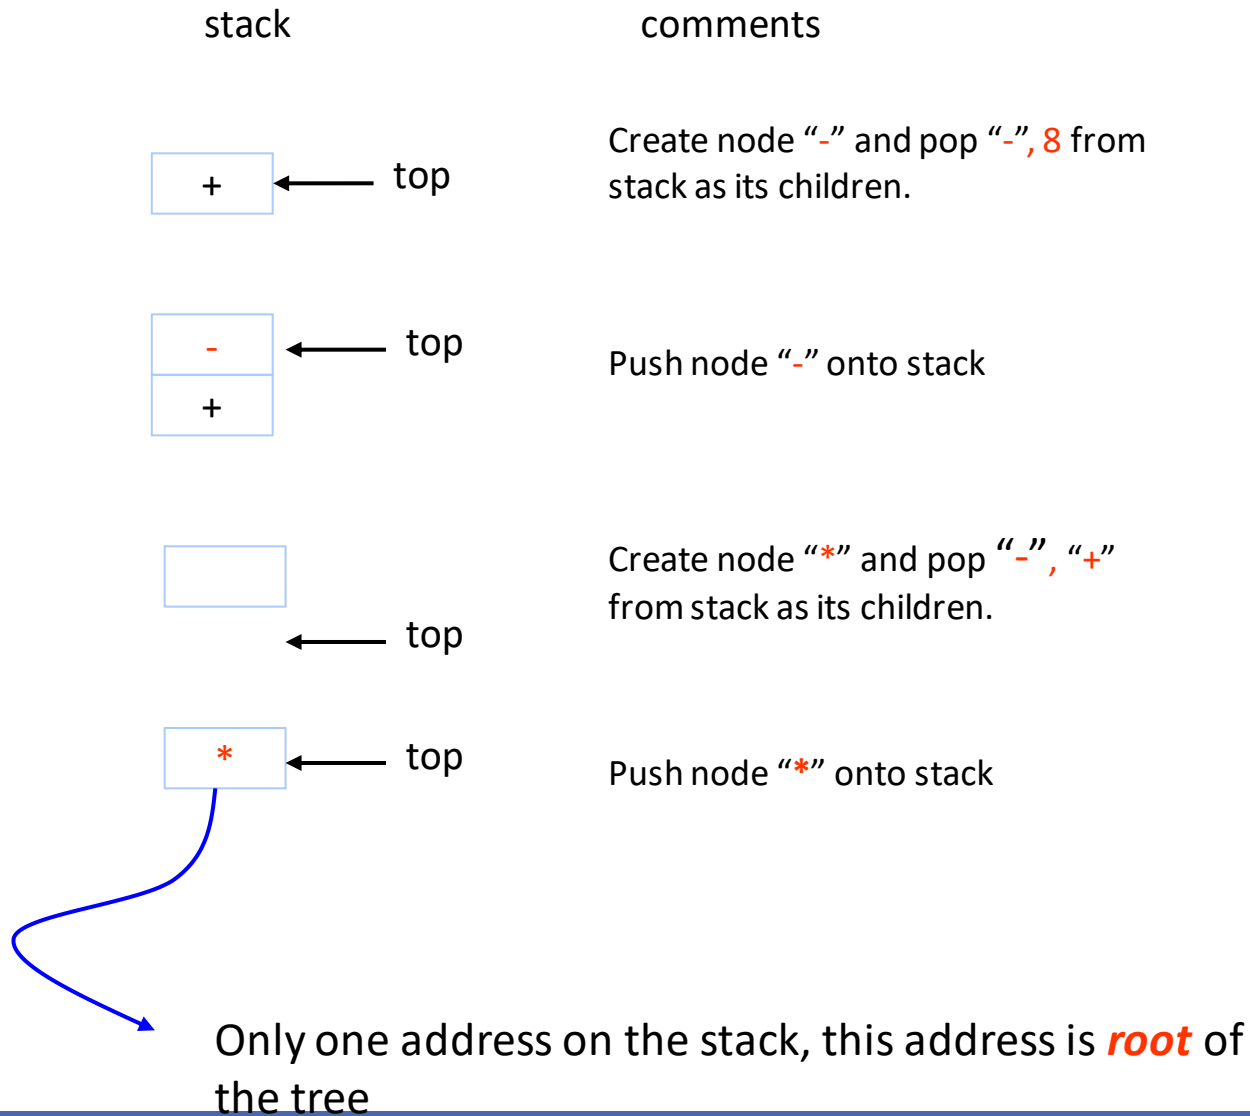 stack
comments
+
top
Create node “-” and pop “-”, 8 from
stack as its children.
-
top
+
Push node “-” onto stack
Create node “*” and pop “-”, “+”
from stack as its children.
top
*
top
Push node “*” onto stack
Only one address on the stack, this address is root of
the tree